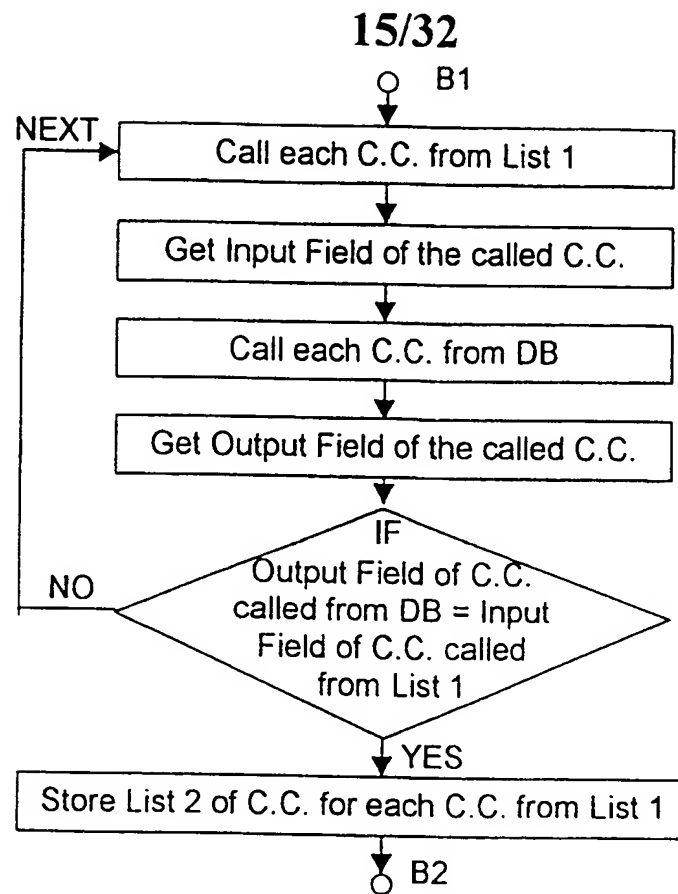 15/32
B1
NEXT
Call each C.C. from List 1
Get Input Field of the called C.C.
Call each C.C. from DB
Get Output Field of the called C.C.
IF
Output Field of C.C.
called from DB = Input
Field of C.C. called
from List 1
NO
YES
Store List 2 of C.C. for each C.C. from List 1
B2